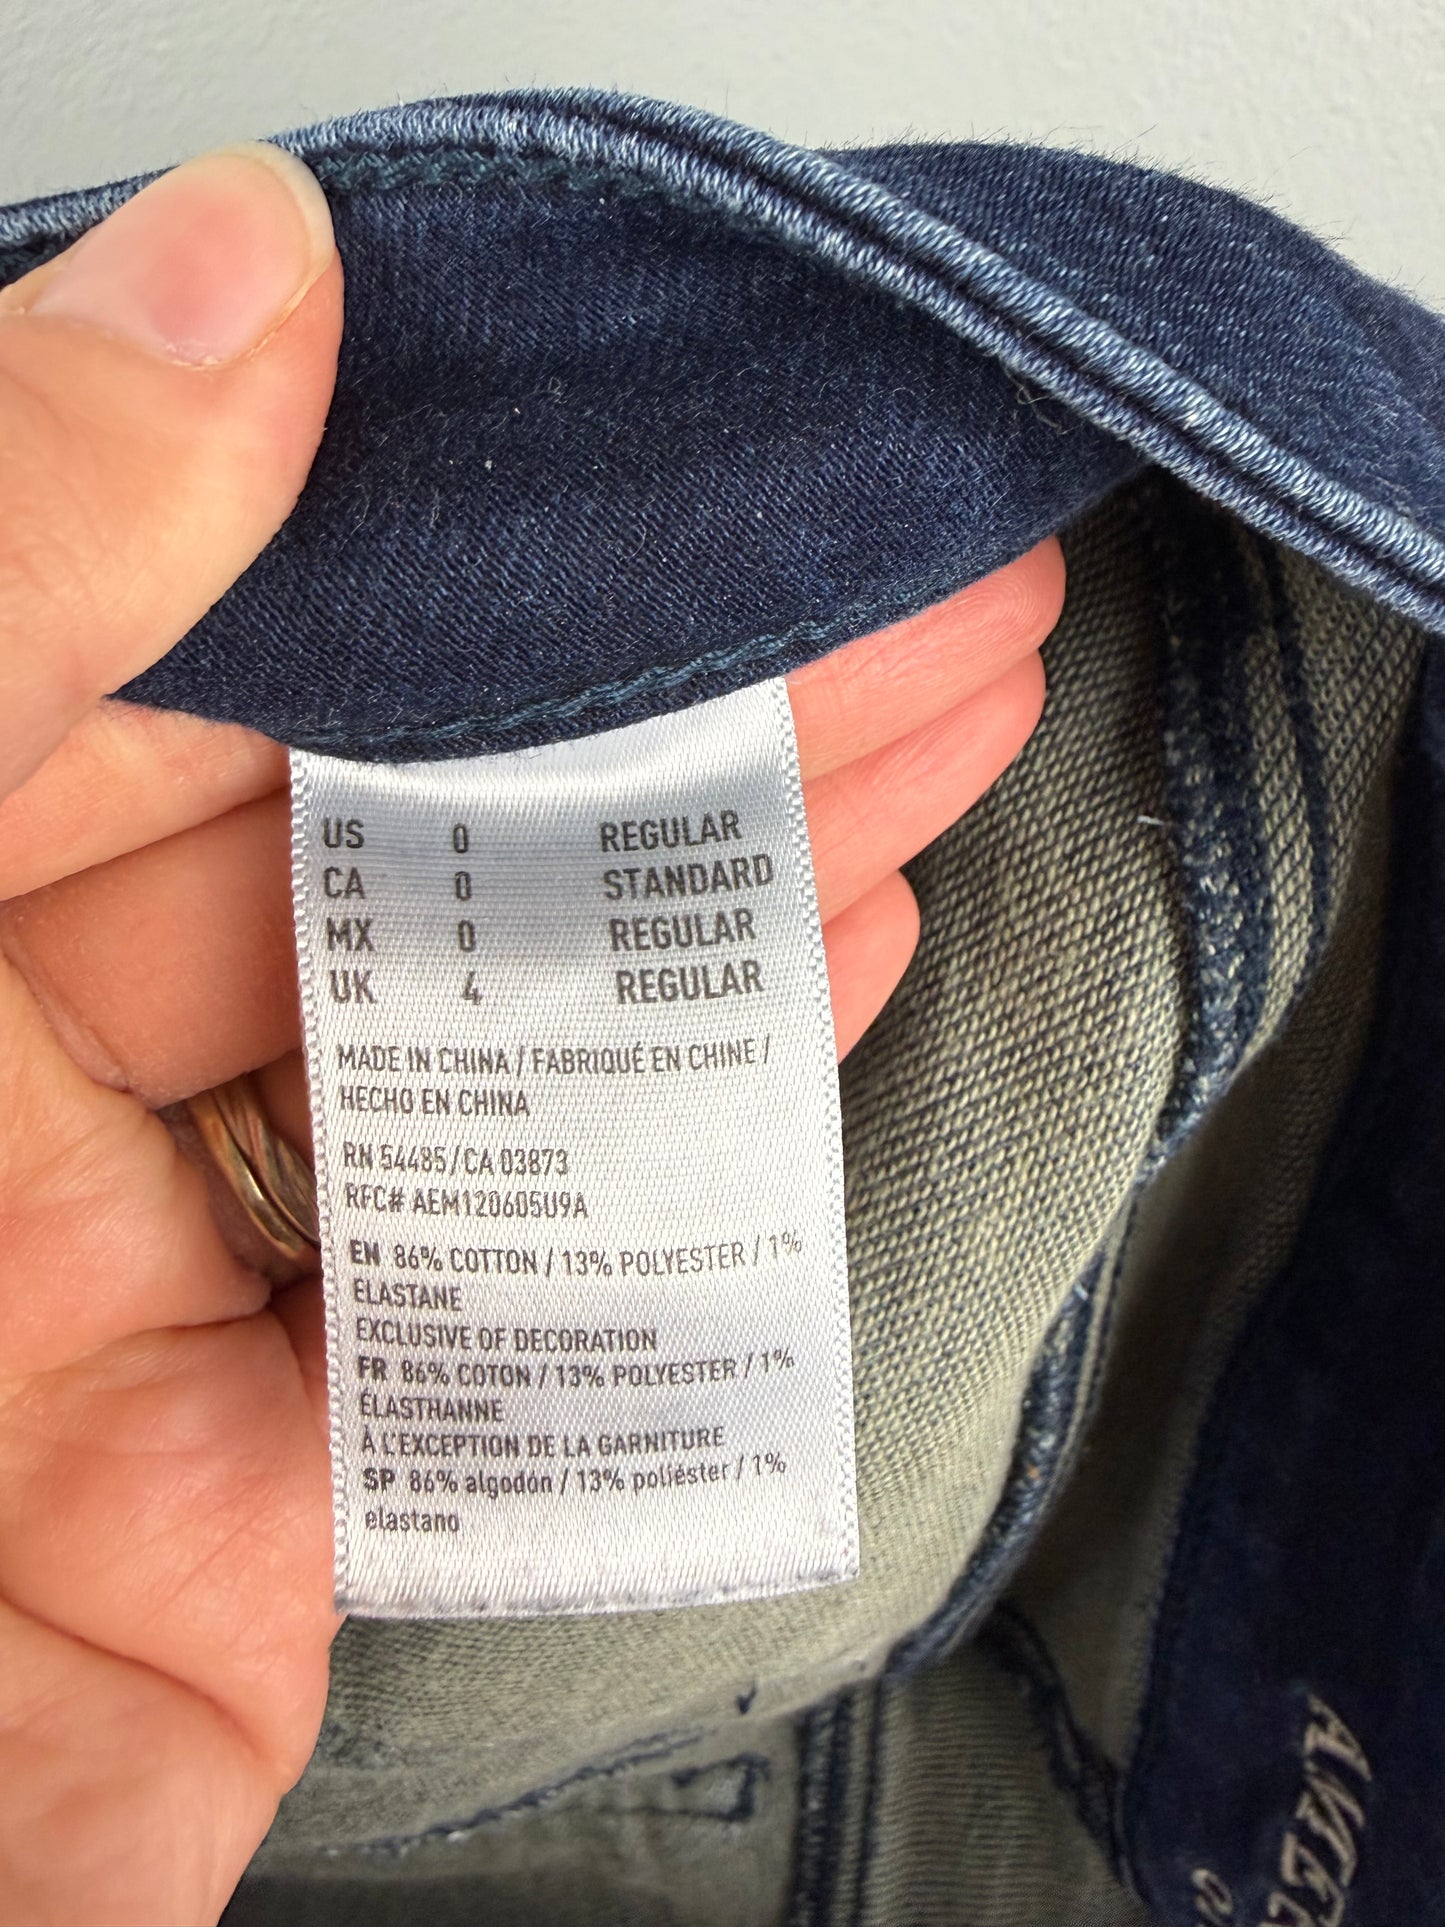 US 0 REGULAR
CA 0 STANDARD
MX 0 REGULAR
UK 4 REGULAR
MADE IN CHINA / FABRIQUÉ EN CHINE /
HECHO EN CHINA
RN 54485/CA 03873
RFC# AEM120605U9A
EN 86% COTTON / 13% POLYESTER / 1%
ELASTANE
EXCLUSIVE OF DECORATION
FR 86% COTON / 13% POLYESTER / 1%
ÉLASTHANNE
À L'EXCEPTION DE LA GARNITURE
SP 86% algodón / 13% poliéster / 1%
elastano